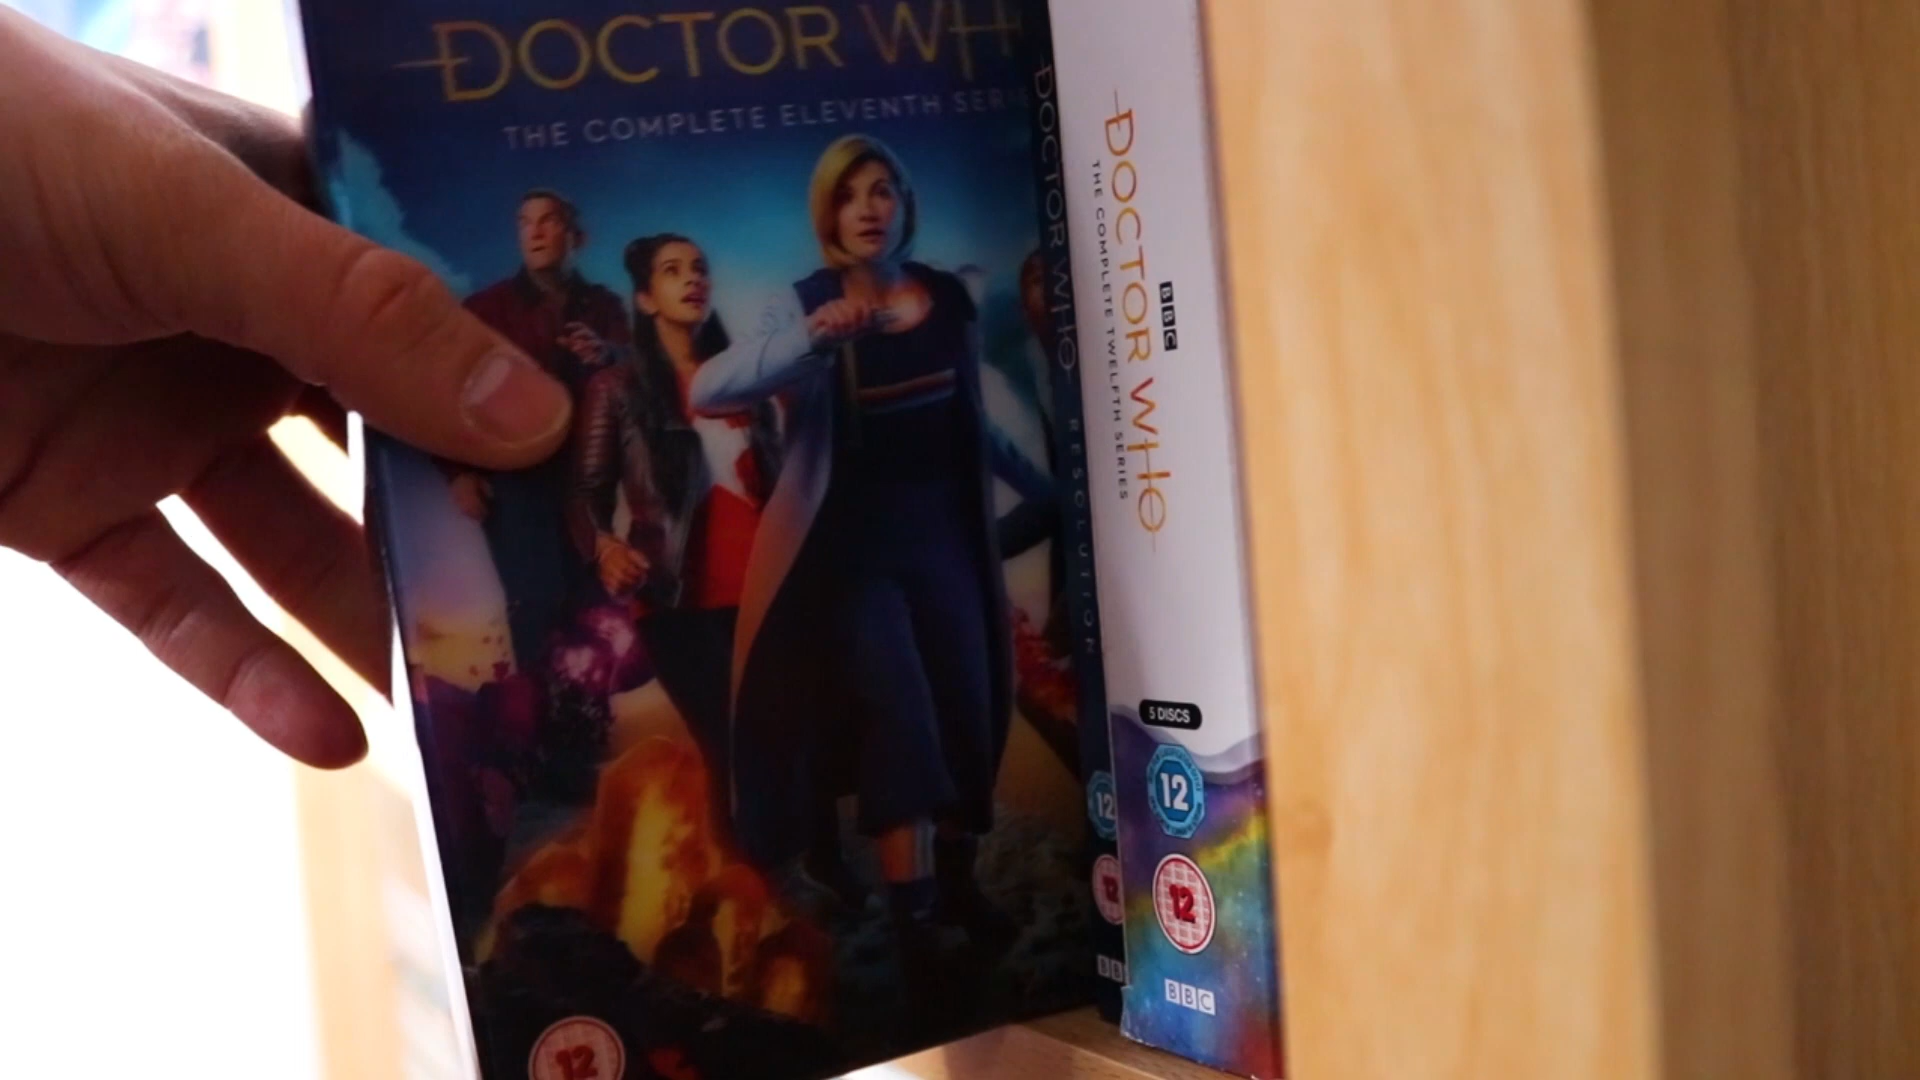 DOCTOR WH
THE COMPLETE ELEVENTH SERIE
12
DOCTOR WHO RESOLUTION
12
12
BB
BBC
DOCTOR WHO
THE COMPLETE TWELFTH SERIES
5 DISCS
12
12
BBC